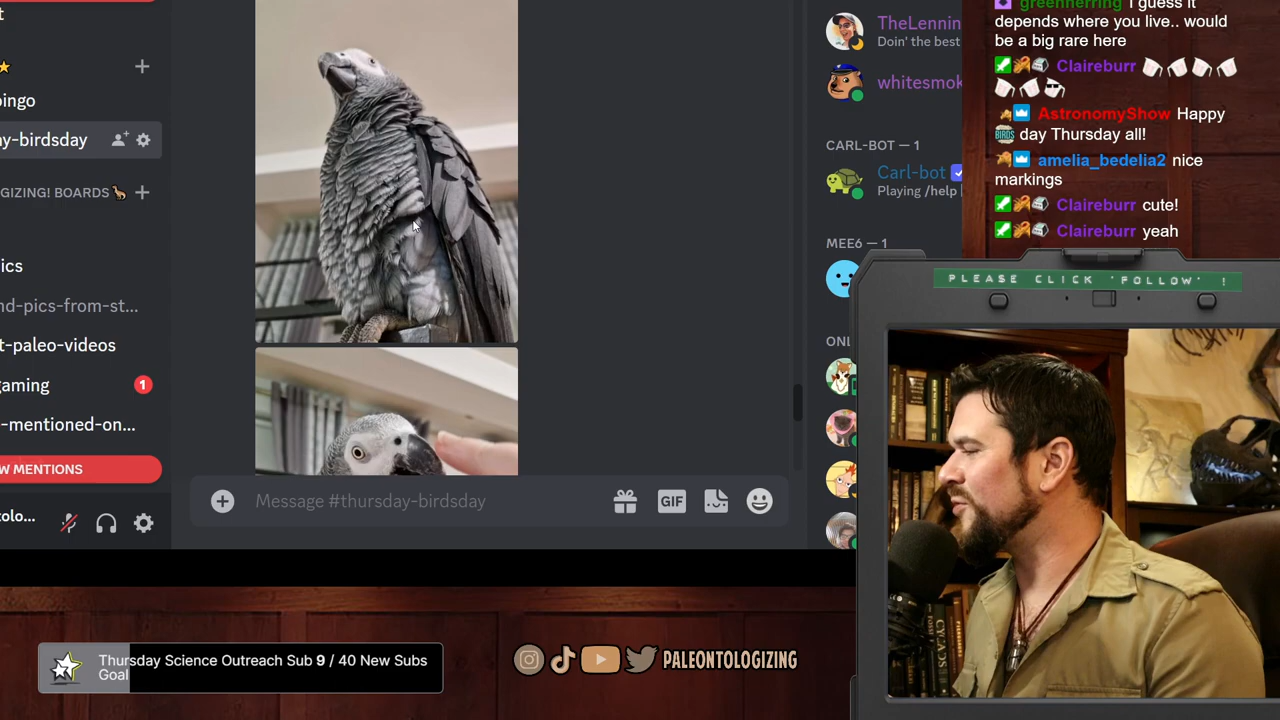 t
bingo
y-birdsday
GIZING! BOARDS
ics
nd-pics-from-st...
t-paleo-videos
gaming
1
-mentioned-on...
W MENTIONS
tolo...
Message #thursday-birdsday
GIF
TheLennin
Doin' the best
whitesmok
CARL-BOT — 1
Carl-bot
Playing /help
MEE6 — 1
ONL
greenherring I guess it
depends where you live.. would
be a big rare here
Claireburr
AstronomyShow Happy
BIRDS day Thursday all!
amelia_bedelia2 nice
markings
Claireburr cute!
Claireburr yeah
PLEASE CLICK 'FOLLOW' !
Thursday Science Outreach Sub 9 / 40 New Subs
Goal
PALEONTOLOGIZING